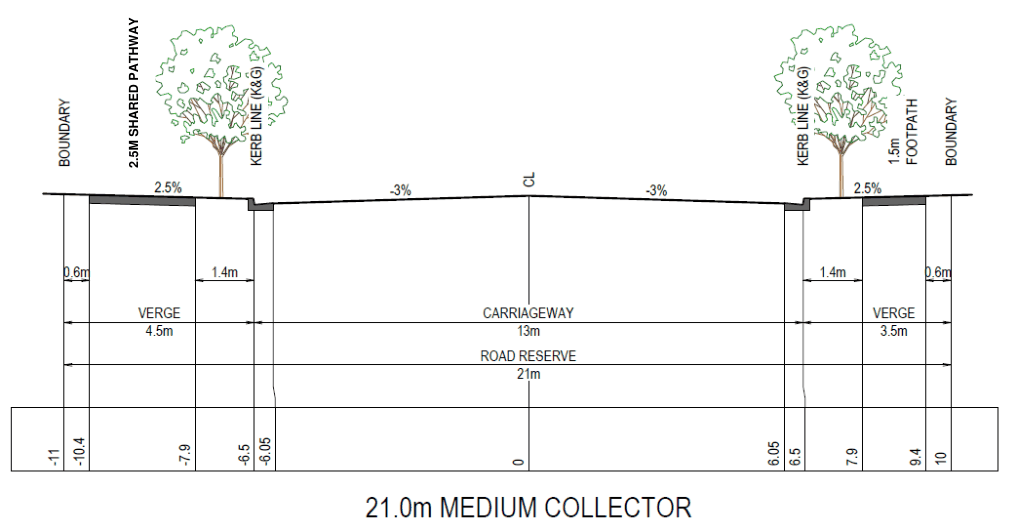 BOUNDARY
2.5M SHARED PATHWAY
KERB LINE (K&G)
CL
KERB LINE (K&G)
1.5m
FOOTPATH
BOUNDARY
2.5%
-3%
-3%
2.5%
0.6m
1.4m
1.4m
0.6m
VERGE
4.5m
CARRIAGEWAY
13m
VERGE
3.5m
ROAD RESERVE
21m
-11
-10.4
-7.9
-6.5
-6.05
0
6.05
6.5
7.9
9.4
10
21.0m MEDIUM COLLECTOR